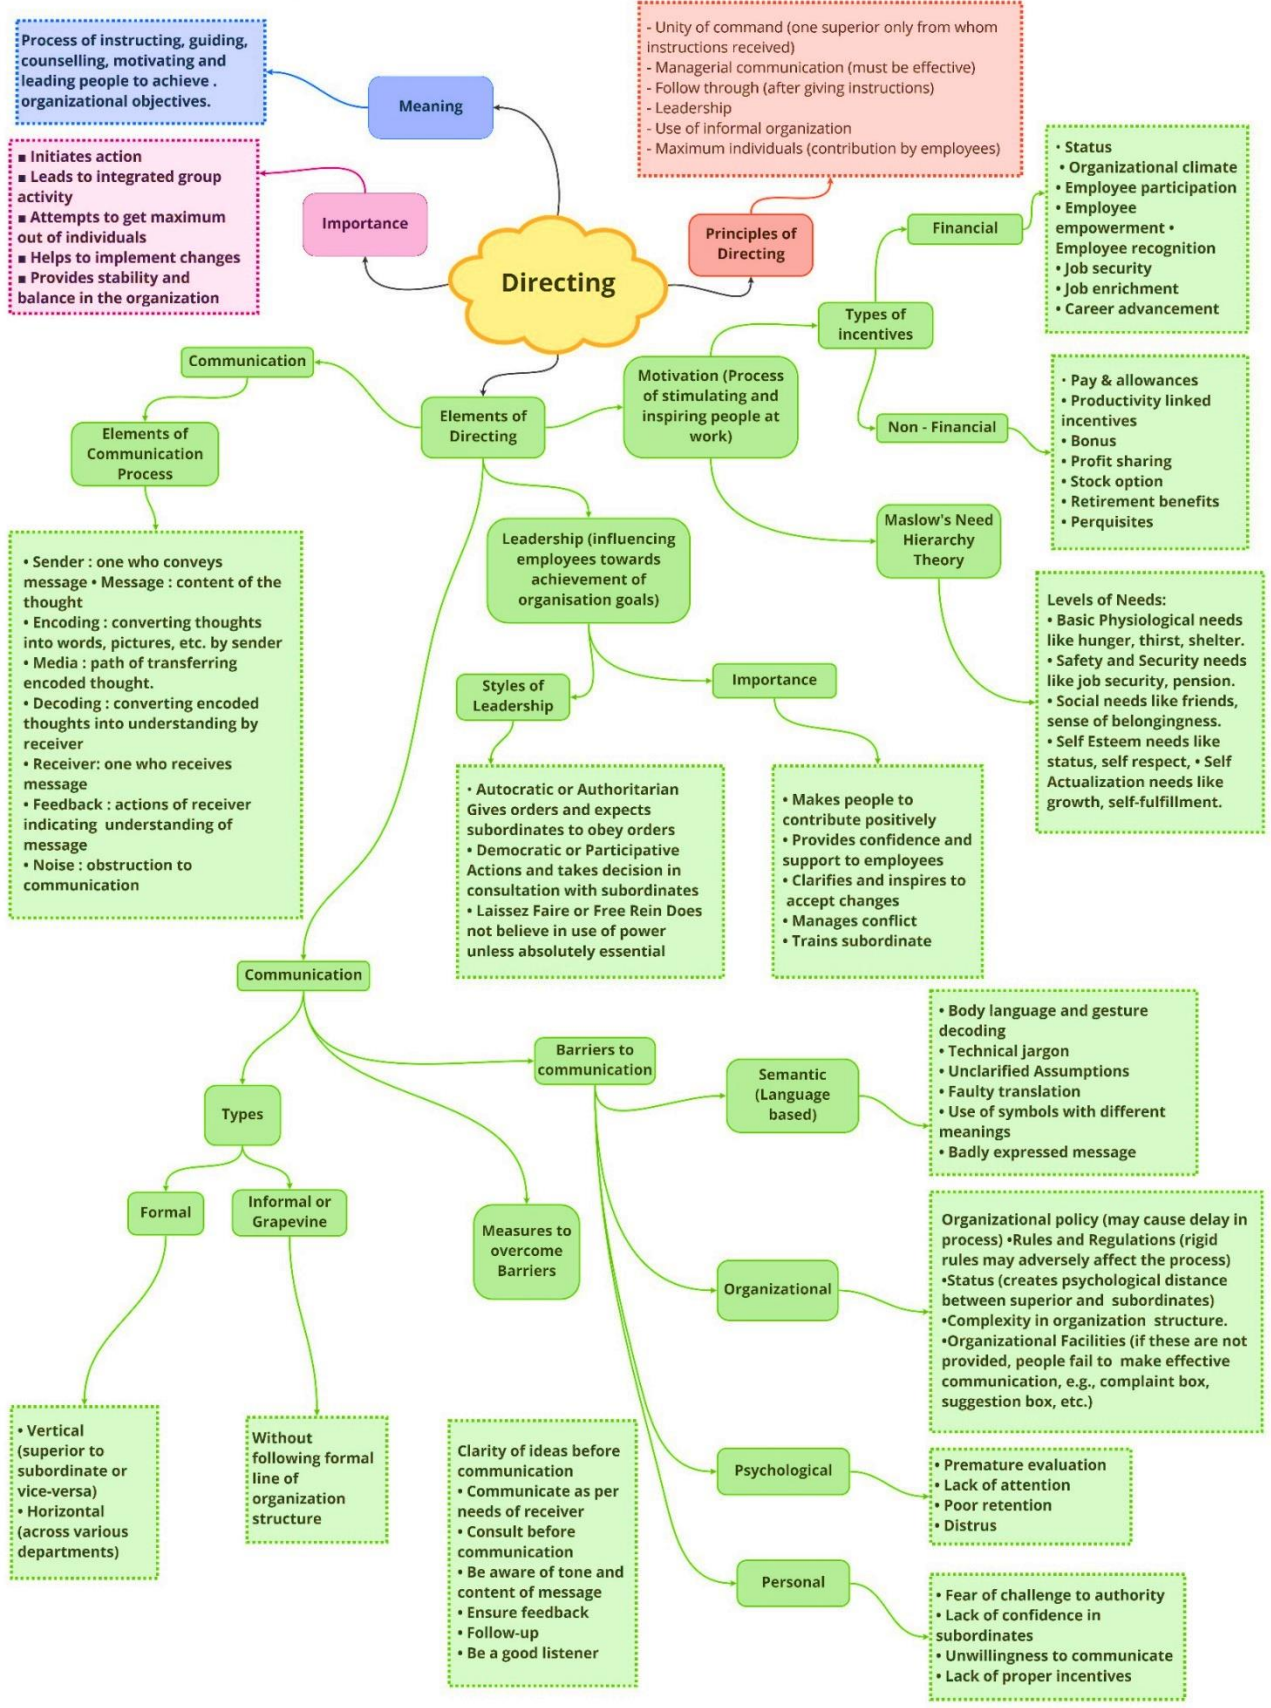 Process of instructing, guiding,
counselling, motivating and
leading people to achieve .
organizational objectives.
Meaning
- Unity of command (one superior only from whom
instructions received)
- Managerial communication (must be effective)
- Follow through (after giving instructions)
- Leadership
- Use of informal organization
- Maximum individuals (contribution by employees)
■ Initiates action
■ Leads to integrated group
activity
■ Attempts to get maximum
out of individuals
■ Helps to implement changes
■ Provides stability and
balance in the organization
Importance
Directing
Principles of
Directing
Financial
• Status
• Organizational climate
• Employee participation
• Employee
empowerment •
Employee recognition
• Job security
• Job enrichment
• Career advancement
Types of
incentives
Communication
Elements of
Communication
Process
Elements of
Directing
Motivation (Process
of stimulating and
inspiring people at
work)
Non - Financial
• Pay & allowances
• Productivity linked
incentives
• Bonus
• Profit sharing
• Stock option
• Retirement benefits
• Perquisites
Maslow's Need
Hierarchy
Theory
Leadership (influencing
employees towards
achievement of
organisation goals)
• Sender : one who conveys
message • Message : content of the
thought
• Encoding : converting thoughts
into words, pictures, etc. by sender
• Media : path of transferring
encoded thought.
• Decoding : converting encoded
thoughts into understanding by
receiver
• Receiver: one who receives
message
• Feedback : actions of receiver
indicating understanding of
message
• Noise : obstruction to
communication
Levels of Needs:
• Basic Physiological needs
like hunger, thirst, shelter.
• Safety and Security needs
like job security, pension.
• Social needs like friends,
sense of belongingness.
• Self Esteem needs like
status, self respect, • Self
Actualization needs like
growth, self-fulfillment.
Styles of
Leadership
Importance
• Autocratic or Authoritarian
Gives orders and expects
subordinates to obey orders
• Democratic or Participative
Actions and takes decision in
consultation with subordinates
• Laissez Faire or Free Rein Does
not believe in use of power
unless absolutely essential
• Makes people to
contribute positively
• Provides confidence and
support to employees
• Clarifies and inspires to
accept changes
• Manages conflict
• Trains subordinate
Communication
Barriers to
communication
Semantic
(Language
based)
• Body language and gesture
decoding
• Technical jargon
• Unclarified Assumptions
• Faulty translation
• Use of symbols with different
meanings
• Badly expressed message
Types
Formal
Informal or
Grapevine
Measures to
overcome
Barriers
Organizational
Organizational policy (may cause delay in
process) •Rules and Regulations (rigid
rules may adversely affect the process)
•Status (creates psychological distance
between superior and subordinates)
•Complexity in organization structure.
•Organizational Facilities (if these are not
provided, people fail to make effective
communication, e.g., complaint box,
suggestion box, etc.)
• Vertical
(superior to
subordinate or
vice-versa)
• Horizontal
(across various
departments)
Without
following formal
line of
organization
structure
Clarity of ideas before
communication
• Communicate as per
needs of receiver
• Consult before
communication
• Be aware of tone and
content of message
• Ensure feedback
• Follow-up
• Be a good listener
Psychological
• Premature evaluation
• Lack of attention
• Poor retention
• Distrus
Personal
• Fear of challenge to authority
• Lack of confidence in
subordinates
• Unwillingness to communicate
• Lack of proper incentives